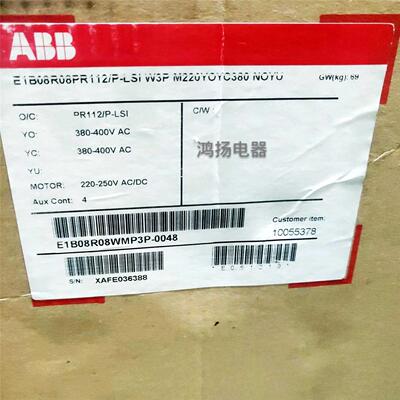 ABB
E1B08R08PR112/P-LSI W3P M220YOYC380 NOYU
GW(kg): 69
O/C: PR112/P-LSI
C/W:
YO: 380-400V AC
YC: 380-400V AC
YU:
MOTOR: 220-250V AC/DC
Aux Cont: 4
鸿扬电器
E1B08R08WMP3P-0048
Customer item:
10055378
S/N: XAFE036388